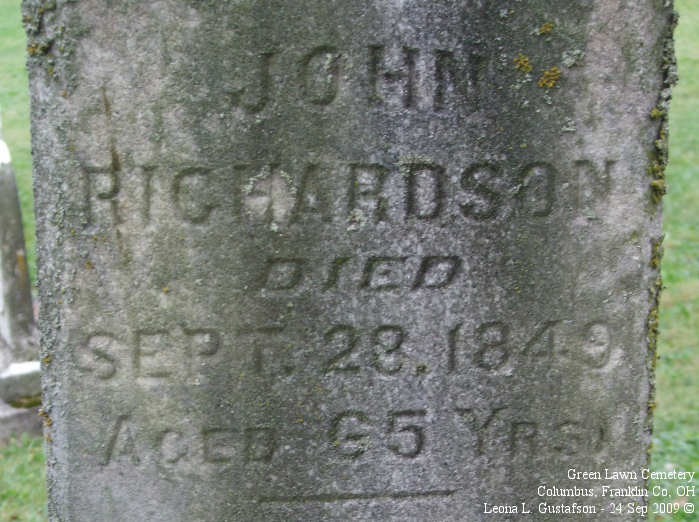 JOHN
RICHARDSON
DIED
SEPT. 28. 1849
AGED 65 YRS.
Green Lawn Cemetery
Columbus, Franklin Co, OH
Leona L. Gustafson - 24 Sep 2009 ©